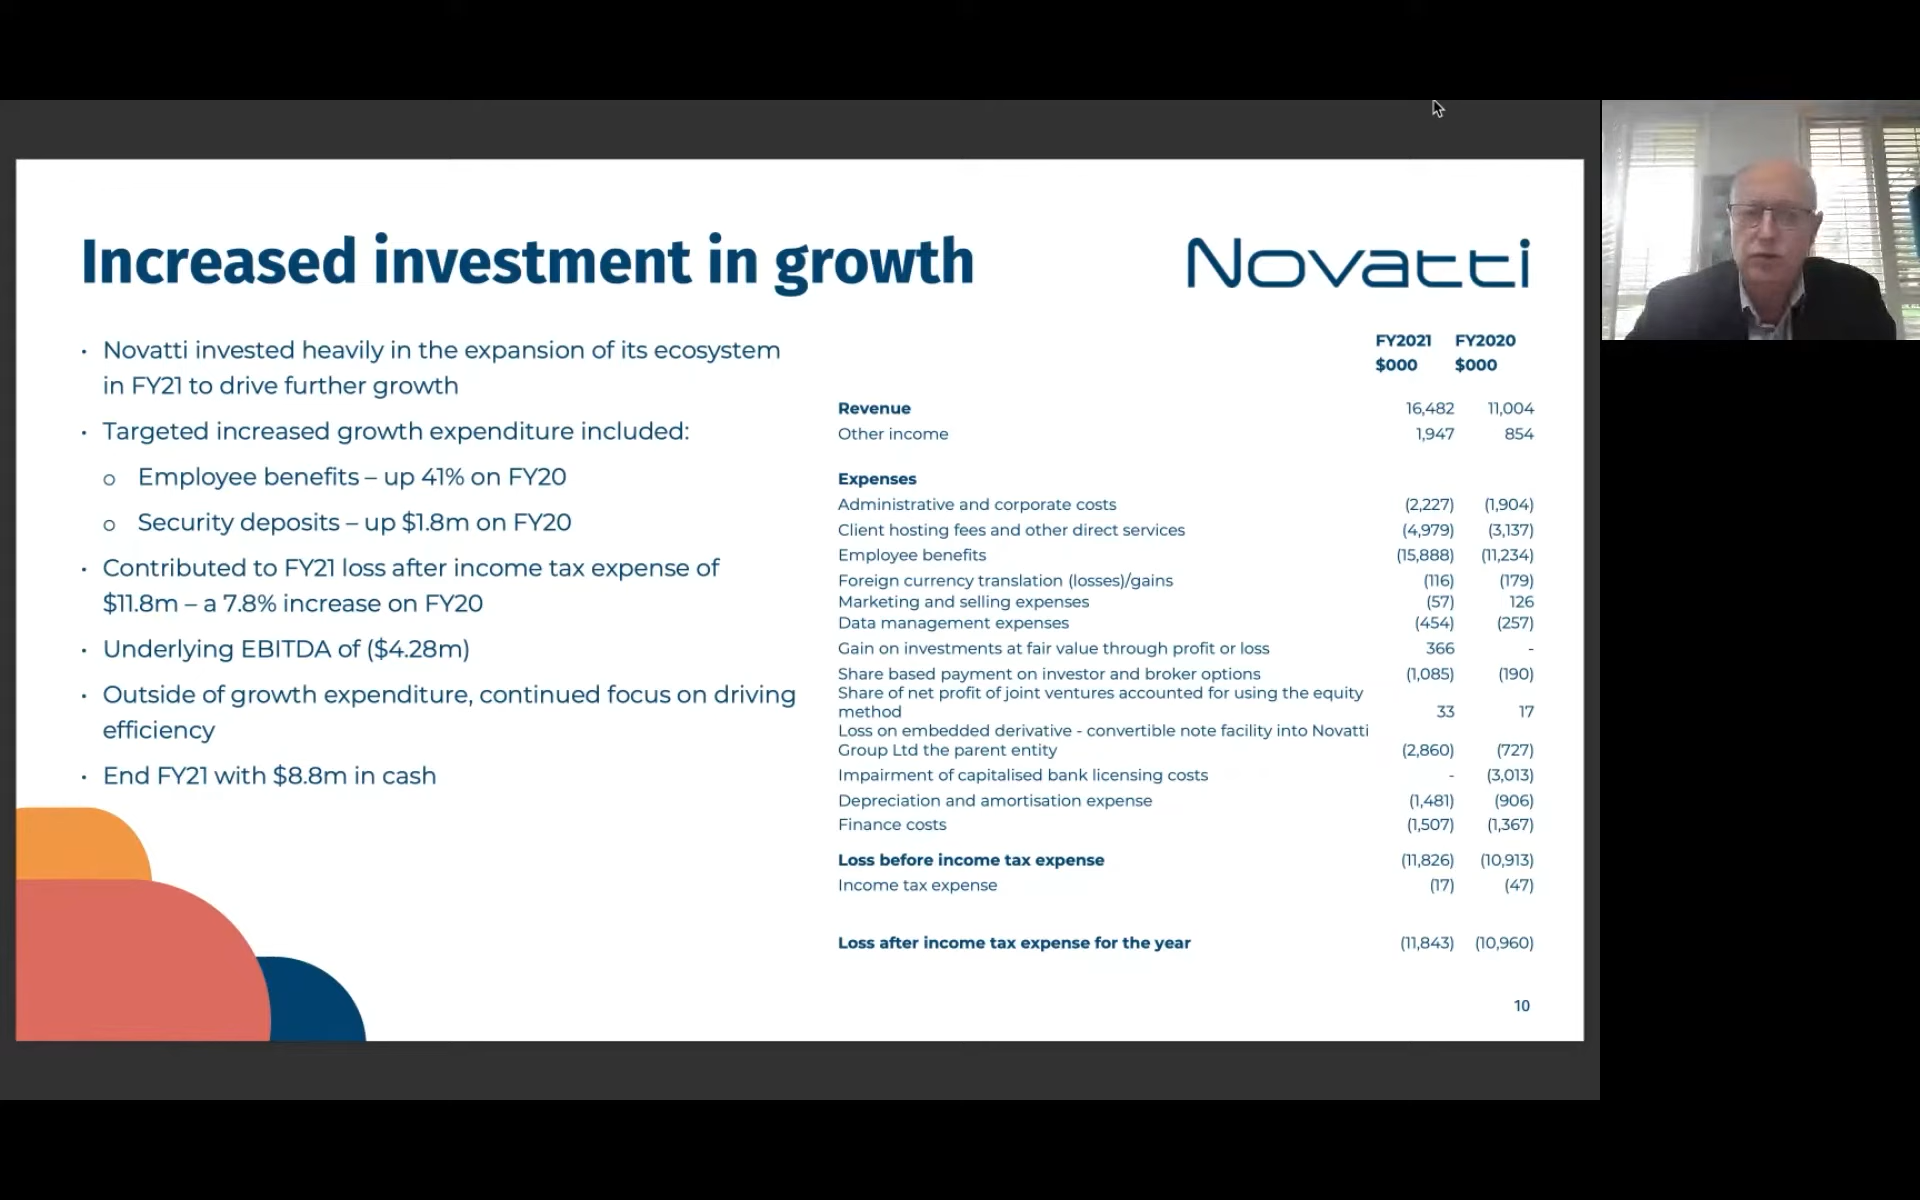 Increased investment in growth
Novatti
· Novatti invested heavily in the expansion of its ecosystem
in FY21 to drive further growth
· Targeted increased growth expenditure included:
o Employee benefits – up 41% on FY20
o Security deposits – up $1.8m on FY20
· Contributed to FY21 loss after income tax expense of
$11.8m – a 7.8% increase on FY20
· Underlying EBITDA of ($4.28m)
· Outside of growth expenditure, continued focus on driving
efficiency
· End FY21 with $8.8m in cash
FY2021 FY2020
$000 $000
Revenue 16,482 11,004
Other income 1,947 854
Expenses
Administrative and corporate costs (2,227) (1,904)
Client hosting fees and other direct services (4,979) (3,137)
Employee benefits (15,888) (11,234)
Foreign currency translation (losses)/gains (116) (179)
Marketing and selling expenses (57) 126
Data management expenses (454) (257)
Gain on investments at fair value through profit or loss 366 -
Share based payment on investor and broker options (1,085) (190)
Share of net profit of joint ventures accounted for using the equity
method 33 17
Loss on embedded derivative - convertible note facility into Novatti
Group Ltd the parent entity (2,860) (727)
Impairment of capitalised bank licensing costs - (3,013)
Depreciation and amortisation expense (1,481) (906)
Finance costs (1,507) (1,367)
Loss before income tax expense (11,826) (10,913)
Income tax expense (17) (47)
Loss after income tax expense for the year (11,843) (10,960)
10